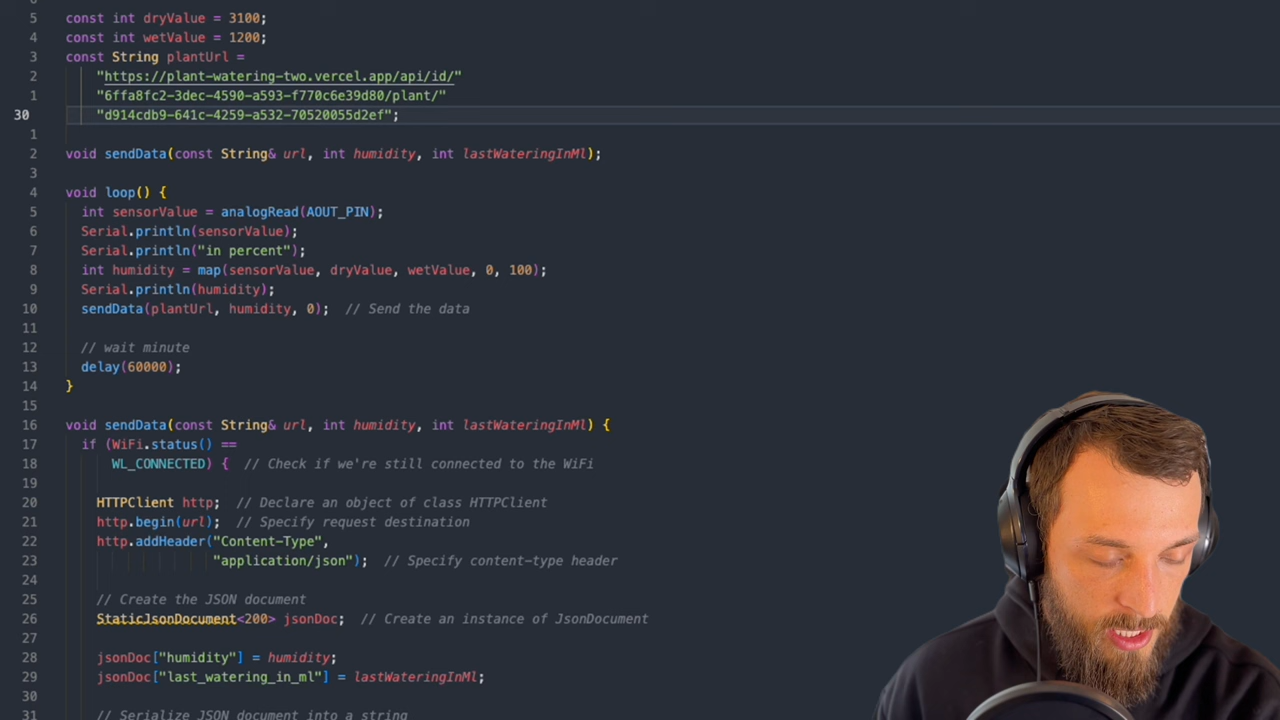 5 const int dryValue = 3100;
4 const int wetValue = 1200;
3 const String plantUrl =
2 "https://plant-watering-two.vercel.app/api/id/"
1 "6ffa8fc2-3dec-4590-a593-f770c6e39d80/plant/"
30 "d914cdb9-641c-4259-a532-70520055d2ef";
1
2 void sendData(const String& url, int humidity, int lastWateringInMl);
3
4 void loop() {
5 int sensorValue = analogRead(AOUT_PIN);
6 Serial.println(sensorValue);
7 Serial.println("in percent");
8 int humidity = map(sensorValue, dryValue, wetValue, 0, 100);
9 Serial.println(humidity);
10 sendData(plantUrl, humidity, 0); // Send the data
11
12 // wait minute
13 delay(60000);
14 }
15
16 void sendData(const String& url, int humidity, int lastWateringInMl) {
17 if (WiFi.status() ==
18 WL_CONNECTED) { // Check if we're still connected to the WiFi
19
20 HTTPClient http; // Declare an object of class HTTPClient
21 http.begin(url); // Specify request destination
22 http.addHeader("Content-Type",
23 "application/json"); // Specify content-type header
24
25 // Create the JSON document
26 StaticJsonDocument<200> jsonDoc; // Create an instance of JsonDocument
27
28 jsonDoc["humidity"] = humidity;
29 jsonDoc["last_watering_in_ml"] = lastWateringInMl;
30
31 // Serialize JSON document into a string